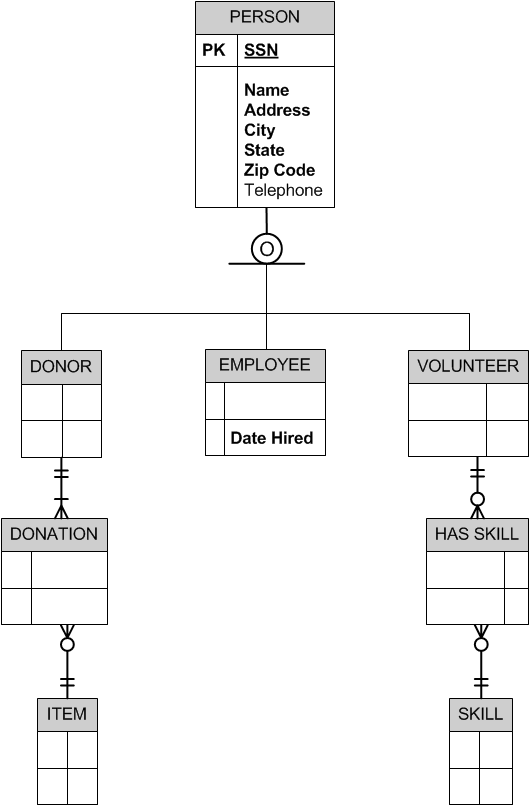 PERSON
PK SSN
Name
Address
City
State
Zip Code
Telephone
O
DONOR
EMPLOYEE
VOLUNTEER
Date Hired
DONATION
HAS SKILL
ITEM
SKILL